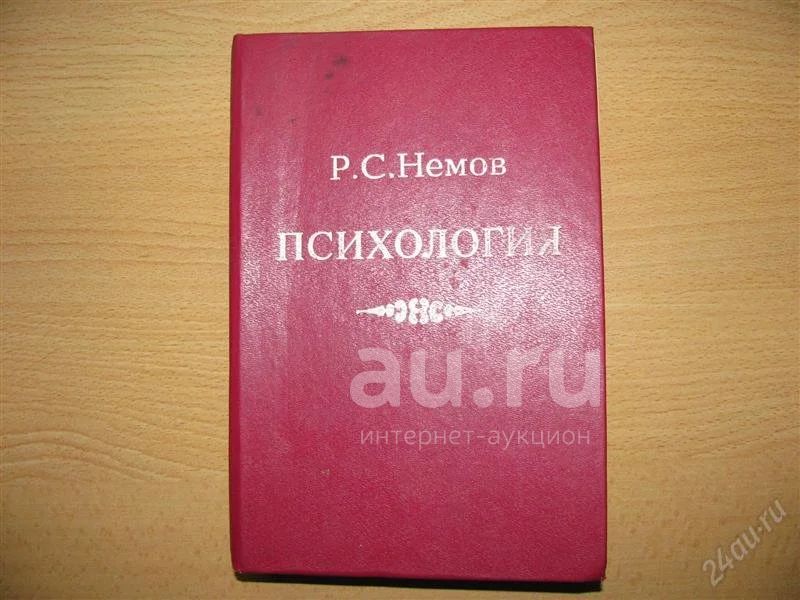 Р.С.Немов
ПСИХОЛОГИЯ
au.ru
интернет-аукцион
24au.ru